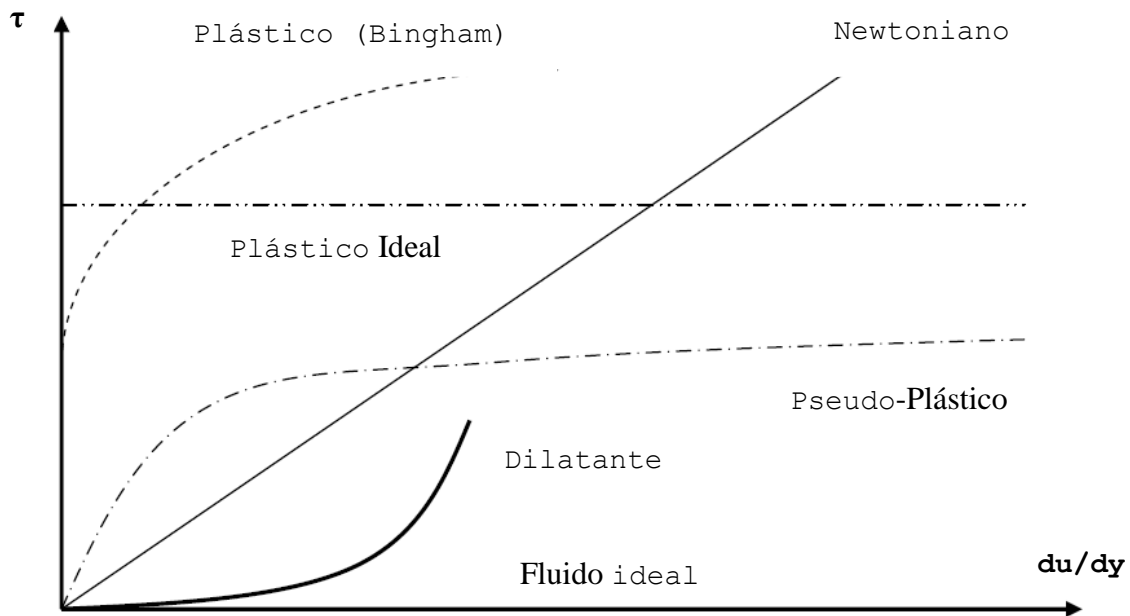 τ
Plástico (Bingham)
Newtoniano
Plástico Ideal
Pseudo-Plástico
Dilatante
Fluido ideal
du/dy